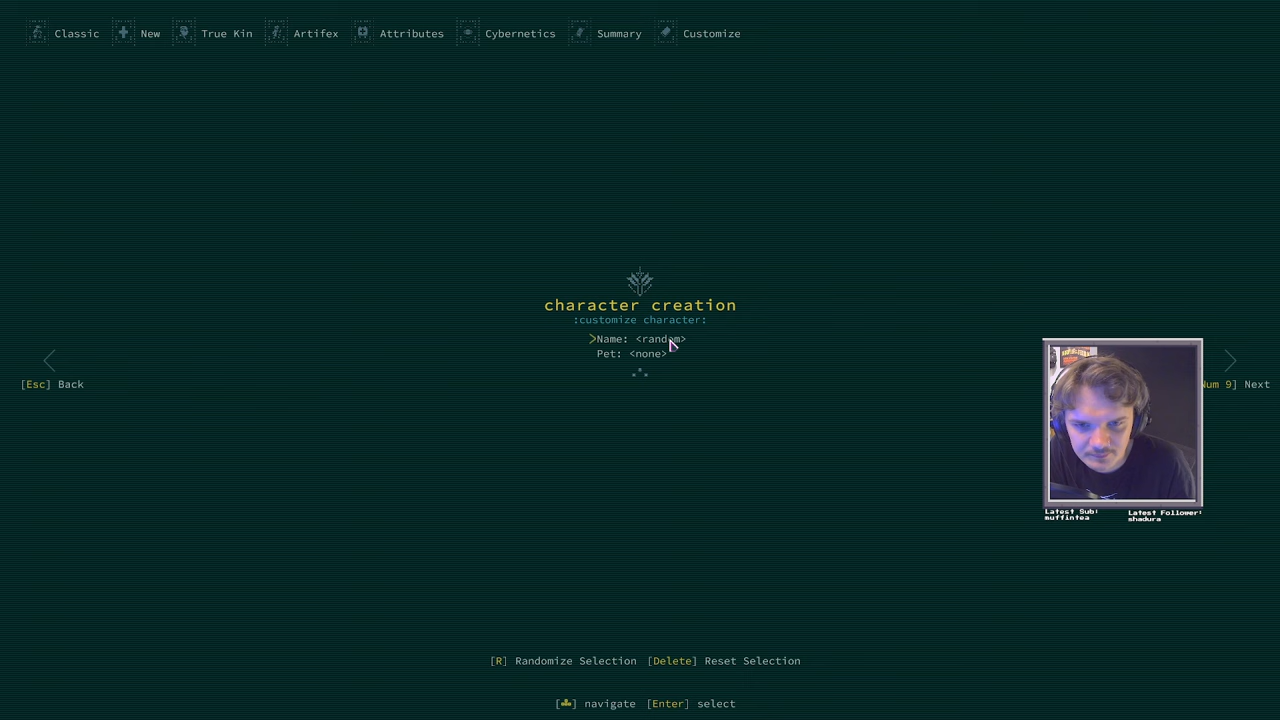 Classic New True Kin Artifex Attributes Cybernetics Summary Customize
character creation
:customize character:
>Name: <random>
Pet: <none>
[Esc] Back
Num 9] Next
Latest Sub:
muffintea
Latest Follower:
shadura
[R] Randomize Selection [Delete] Reset Selection
navigate [Enter] select